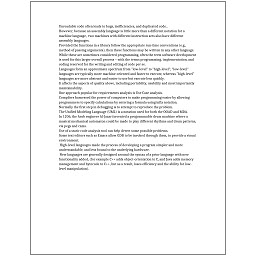 Unreadable code often leads to bugs, inefficiencies, and duplicated code.
However, because an assembly language is little more than a different notation for a
machine language, two machines with different instruction sets also have different
assembly languages.
Provided the functions in a library follow the appropriate run-time conventions (e.g.,
method of passing arguments), then these functions may be written in any other language.
While these are sometimes considered programming, often the term software development
is used for this larger overall process – with the terms programming, implementation, and
coding reserved for the writing and editing of code per se.
Languages form an approximate spectrum from "low-level" to "high-level"; "low-level"
languages are typically more machine-oriented and faster to execute, whereas "high-level"
languages are more abstract and easier to use but execute less quickly.
It affects the aspects of quality above, including portability, usability and most importantly
maintainability.
One approach popular for requirements analysis is Use Case analysis.
Compilers harnessed the power of computers to make programming easier by allowing
programmers to specify calculations by entering a formula using infix notation.
Normally the first step in debugging is to attempt to reproduce the problem.
The Unified Modeling Language (UML) is a notation used for both the OOAD and MDA.
In 1206, the Arab engineer Al-Jazari invented a programmable drum machine where a
musical mechanical automaton could be made to play different rhythms and drum patterns,
via pegs and cams.
Use of a static code analysis tool can help detect some possible problems.
Some text editors such as Emacs allow GDB to be invoked through them, to provide a visual
environment.
High-level languages made the process of developing a program simpler and more
understandable, and less bound to the underlying hardware.
New languages are generally designed around the syntax of a prior language with new
functionality added, (for example C++ adds object-orientation to C, and Java adds memory
management and bytecode to C++, but as a result, loses efficiency and the ability for low-
level manipulation).